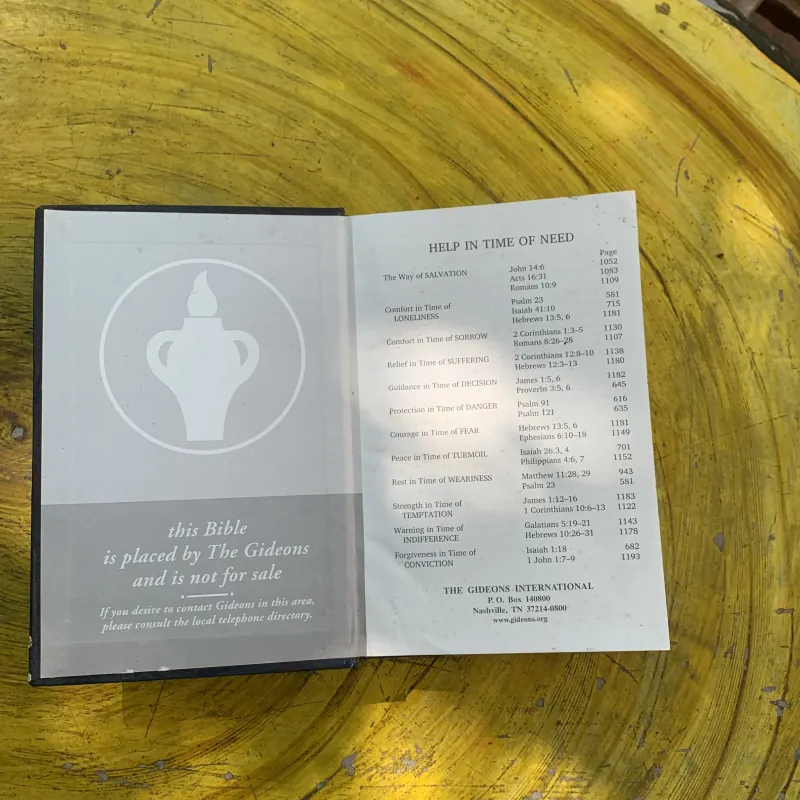 this Bible
is placed by The Gideons
and is not for sale
If you desire to contact Gideons in this area,
please consult the local telephone directory.
HELP IN TIME OF NEED
Page
The Way of SALVATION John 14:6 1052
Acts 16:31 1083
Romans 10:9 1109
Comfort in Time of Psalm 23 581
LONELINESS Isaiah 41:10 715
Hebrews 13:5, 6 1181
Comfort in Time of SORROW 2 Corinthians 1:3–5 1130
Romans 8:26–28 1107
Relief in Time of SUFFERING 2 Corinthians 12:8–10 1138
Hebrews 12:3–13 1180
Guidance in Time of DECISION James 1:5, 6 1182
Proverbs 3:5, 6 645
Protection in Time of DANGER Psalm 91 616
Psalm 121 635
Courage in Time of FEAR Hebrews 13:5, 6 1181
Ephesians 6:10–18 1149
Peace in Time of TURMOIL Isaiah 26:3, 4 701
Philippians 4:6, 7 1152
Rest in Time of WEARINESS Matthew 11:28, 29 943
Psalm 23 581
Strength in Time of James 1:12–16 1183
TEMPTATION 1 Corinthians 10:6–13 1122
Warning in Time of Galatians 5:19–21 1143
INDIFFERENCE Hebrews 10:26–31 1178
Forgiveness in Time of Isaiah 1:18 682
CONVICTION 1 John 1:7–9 1193
THE GIDEONS INTERNATIONAL
P. O. Box 140800
Nashville, TN 37214-0800
www.gideons.org